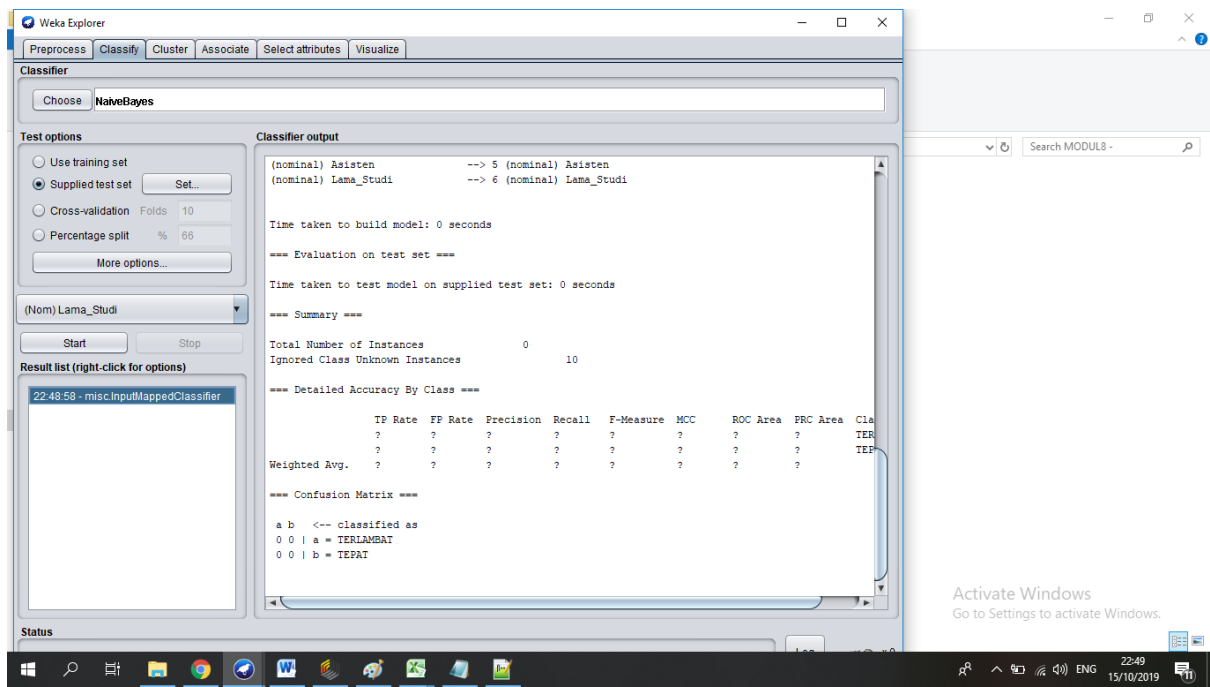 Weka Explorer
Preprocess Classify Cluster Associate Select attributes Visualize
Classifier
Choose NaiveBayes
Test options
Use training set
Supplied test set Set...
Cross-validation Folds 10
Percentage split % 66
More options...
(Nom) Lama_Studi
Start Stop
Result list (right-click for options)
22:48:58 - misc.InputMappedClassifier
Classifier output
(nominal) Asisten --> 5 (nominal) Asisten
(nominal) Lama_Studi --> 6 (nominal) Lama_Studi
Time taken to build model: 0 seconds
=== Evaluation on test set ===
Time taken to test model on supplied test set: 0 seconds
=== Summary ===
Total Number of Instances 0
Ignored Class Unknown Instances 10
=== Detailed Accuracy By Class ===
TP Rate FP Rate Precision Recall F-Measure MCC ROC Area PRC Area Cla
? ? ? ? ? ? ? ? TER
? ? ? ? ? ? ? ? TEP
Weighted Avg. ? ? ? ? ? ? ? ?
=== Confusion Matrix ===
a b <-- classified as
0 0 | a = TERLAMBAT
0 0 | b = TEPAT
Status
Search MODUL8 -
Activate Windows
Go to Settings to activate Windows.
ENG
22:49
15/10/2019